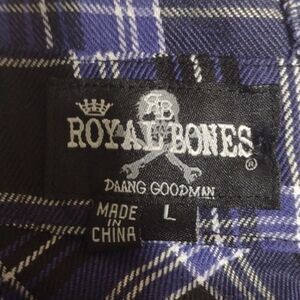 RB
ROYAL BONES
®
DAANG GOODMAN
MADE IN CHINA
L